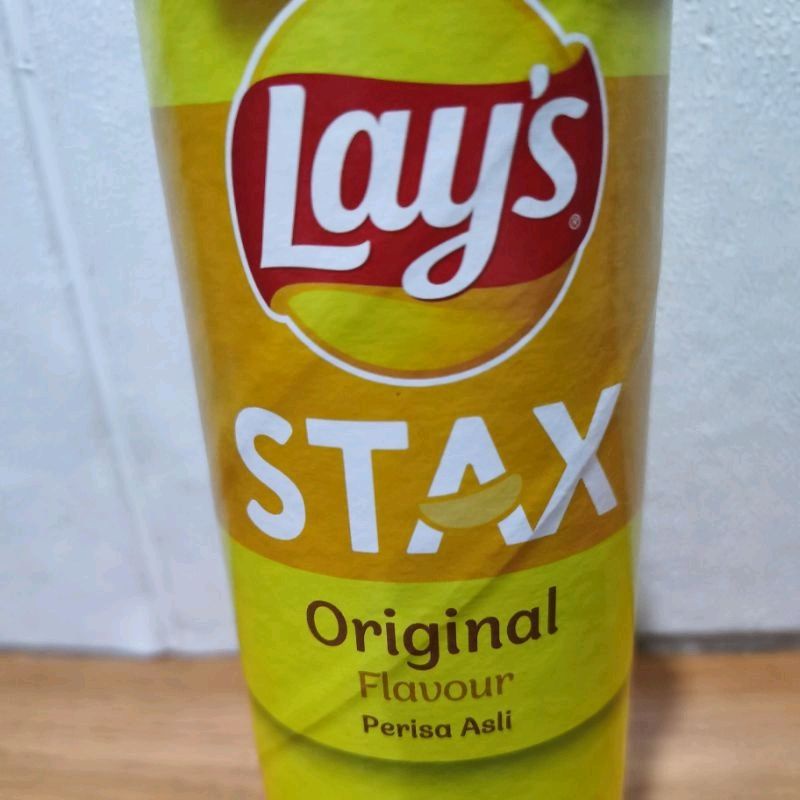 Lay's®
STAX
Original
Flavour
Perisa Asli